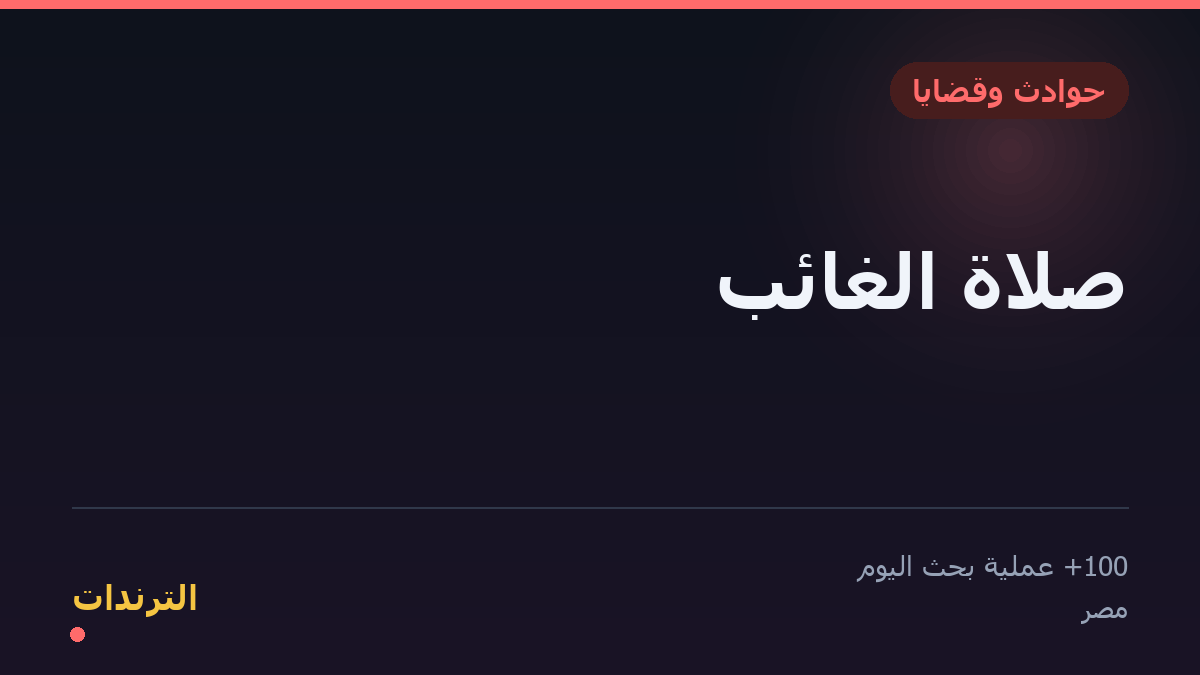 حوادث وقضايا
صلاة الغائب
100+ عملية بحث اليوم
مصر
الترندات